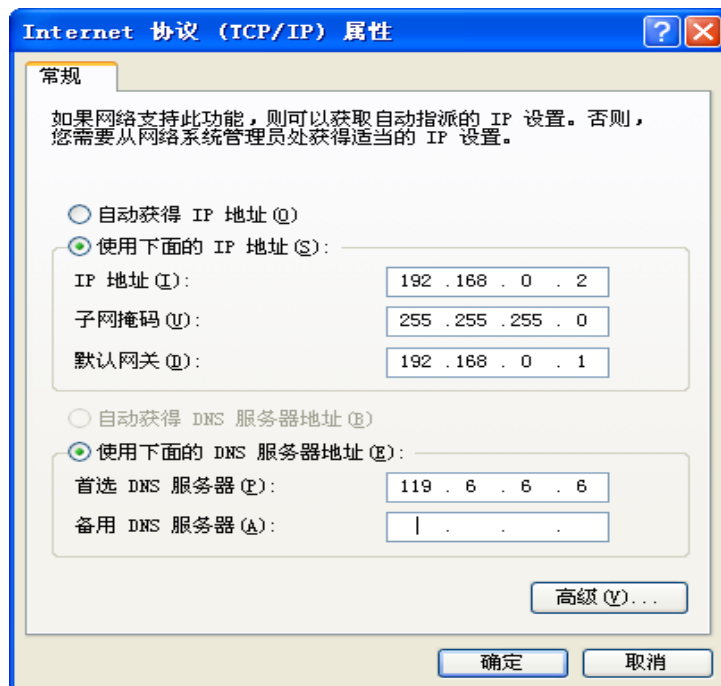 Internet 协议 (TCP/IP) 属性
常规
如果网络支持此功能,则可以获取自动指派的 IP 设置。否则,
您需要从网络系统管理员处获得适当的 IP 设置。
自动获得 IP 地址(O)
使用下面的 IP 地址(S):
IP 地址(I): 192 .168 . 0 . 2
子网掩码(U): 255 .255 .255 . 0
默认网关(D): 192 .168 . 0 . 1
自动获得 DNS 服务器地址(B)
使用下面的 DNS 服务器地址(E):
首选 DNS 服务器(P): 119 . 6 . 6 . 6
备用 DNS 服务器(A): . . .
高级(V)...
确定 取消